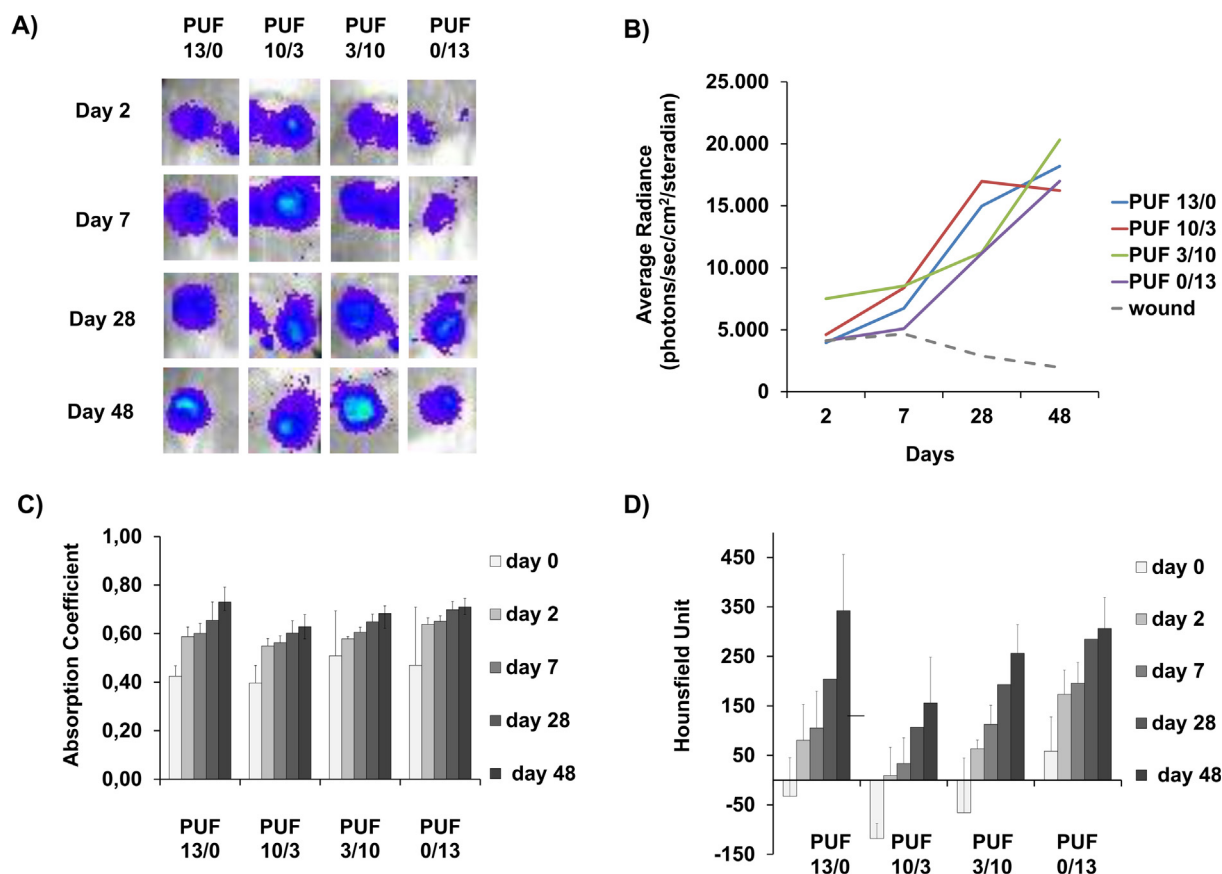 A)
PUF 13/0
PUF 10/3
PUF 3/10
PUF 0/13
Day 2
Day 7
Day 28
Day 48
B)
Average Radiance
(photons/sec/cm²/steradian)
25.000
20.000
15.000
10.000
5.000
0
2 7 28 48
Days
PUF 13/0
PUF 10/3
PUF 3/10
PUF 0/13
wound
C)
Absorption Coefficient
1,00
0,80
0,60
0,40
0,20
0,00
PUF 13/0
PUF 10/3
PUF 3/10
PUF 0/13
day 0
day 2
day 7
day 28
day 48
D)
Hounsfield Unit
450
350
250
150
50
-50
-150
PUF 13/0
PUF 10/3
PUF 3/10
PUF 0/13
day 0
day 2
day 7
day 28
day 48